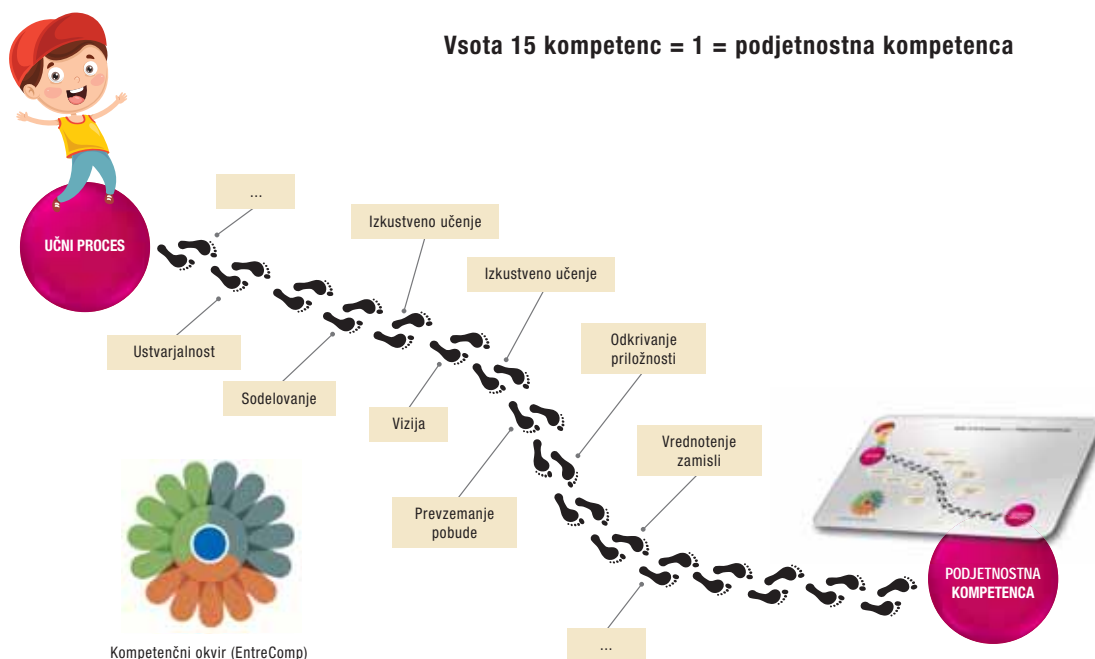 Vsota 15 kompetenc = 1 = podjetnostna kompetenca
...
Izkustveno učenje
UČNI PROCES
Izkustveno učenje
Ustvarjalnost
Odkrivanje
priložnosti
Sodelovanje
Vizija
Vrednotenje
zamisli
Prevzemanje
pobude
PODJETNOSTNA
KOMPETENCA
...
Kompetenčni okvir (EntreComp)